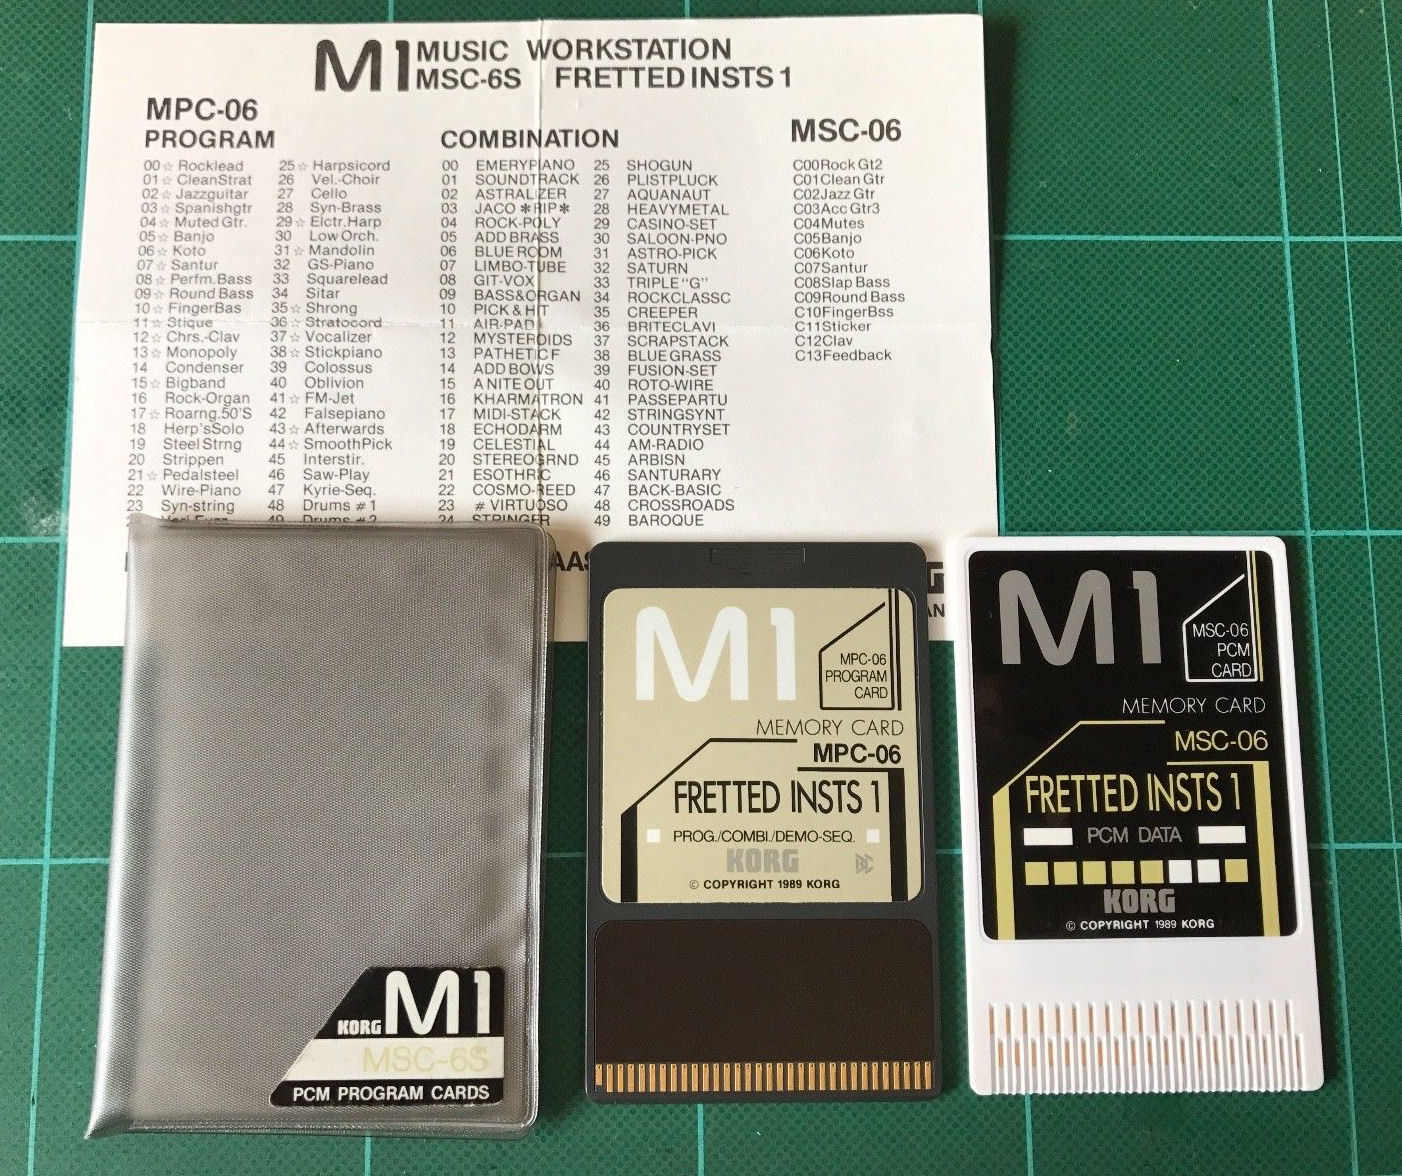 M1 MUSIC WORKSTATION
MSC-6S FRETTED INSTS 1
MPC-06
PROGRAM
00☆ Rocklead
01☆ CleanStrat
02☆ Jazzguitar
03☆ Spanishgtr
04☆ Muted Gtr.
05☆ Banjo
06☆ Koto
07☆ Santur
08☆ Perfm.Bass
09☆ Round Bass
10☆ FingerBas
11☆ Stique
12☆ Chrs.-Clav
13☆ Monopoly
14 Condenser
15☆ Bigband
16 Rock-Organ
17☆ Roarng.50'S
18 Herp'sSolo
19 Steel Strng
20 Strippen
21☆ Pedalsteel
22 Wire-Piano
23 Syn-string
25☆ Harpsicord
26 Vel.-Choir
27 Cello
28 Syn-Brass
29☆ Elctr.Harp
30 Low Orch.
31☆ Mandolin
32 GS-Piano
33 Squarelead
34 Sitar
35☆ Shrong
36☆ Stratocord
37☆ Vocalizer
38☆ Stickpiano
39 Colossus
40 Oblivion
41☆ FM-Jet
42 Falsepiano
43☆ Afterwards
44☆ SmoothPick
45 Interstir.
46 Saw-Play
47 Kyrie-Seq.
48 Drums #1
49 Drums #2
COMBINATION
00 EMERYPIANO
01 SOUNDTRACK
02 ASTRALIZER
03 JACO *RIP*
04 ROCK-POLY
05 ADD BRASS
06 BLUE ROOM
07 LIMBO-TUBE
08 GIT-VOX
09 BASS&ORGAN
10 PICK & HIT
11 AIR-PAD
12 MYSTEROIDS
13 PATHETIC F
14 ADD BOWS
15 A NITE OUT
16 KHARMATRON
17 MIDI-STACK
18 ECHODARM
19 CELESTIAL
20 STEREOGRND
21 ESOTHRIC
22 COSMO-REED
23 # VIRTUOSO
24 STRINGER
25 SHOGUN
26 PLISTPLUCK
27 AQUANAUT
28 HEAVYMETAL
29 CASINO-SET
30 SALOON-PNO
31 ASTRO-PICK
32 SATURN
33 TRIPLE "G"
34 ROCKCLASSC
35 CREEPER
36 BRITECLAVI
37 SCRAPSTACK
38 BLUE GRASS
39 FUSION-SET
40 ROTO-WIRE
41 PASSEPARTU
42 STRINGSYNT
43 COUNTRYSET
44 AM-RADIO
45 ARBISN
46 SANTURARY
47 BACK-BASIC
48 CROSSROADS
49 BAROQUE
MSC-06
C00Rock Gt2
C01Clean Gtr
C02Jazz Gtr
C03Acc Gtr3
C04Mutes
C05Banjo
C06Koto
C07Santur
C08Slap Bass
C09Round Bass
C10FingerBss
C11Sticker
C12Clav
C13Feedback
KORG M1
MSC-6S
PCM PROGRAM CARDS
M1
MPC-06
PROGRAM
CARD
MEMORY CARD
MPC-06
FRETTED INSTS 1
PROG./COMBI./DEMO-SEQ.
KORG
© COPYRIGHT 1989 KORG
M1
MSC-06
PCM
CARD
MEMORY CARD
MSC-06
FRETTED INSTS 1
PCM DATA
KORG
© COPYRIGHT 1989 KORG